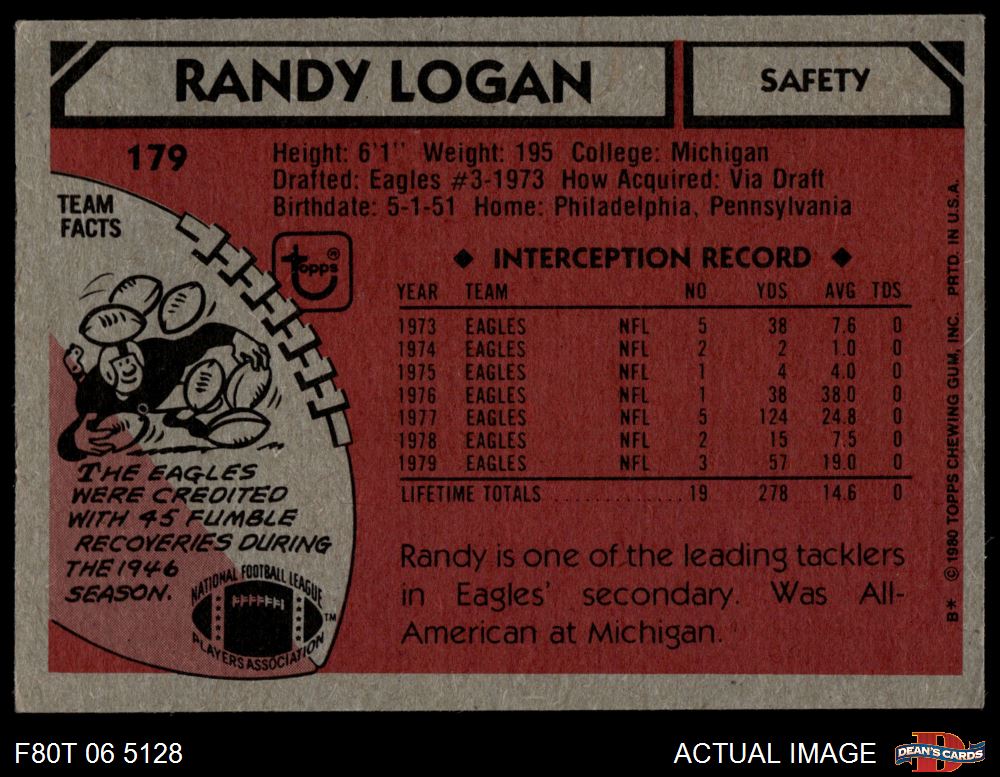 RANDY LOGAN
SAFETY
179
Height: 6'1" Weight: 195 College: Michigan
Drafted: Eagles #3-1973 How Acquired: Via Draft
Birthdate: 5-1-51 Home: Philadelphia, Pennsylvania
TEAM
FACTS
topps®
◆ INTERCEPTION RECORD ◆
YEAR TEAM NO YDS AVG TDS
1973 EAGLES NFL 5 38 7.6 0
1974 EAGLES NFL 2 2 1.0 0
1975 EAGLES NFL 1 4 4.0 0
1976 EAGLES NFL 1 38 38.0 0
1977 EAGLES NFL 5 124 24.8 0
1978 EAGLES NFL 2 15 7.5 0
1979 EAGLES NFL 3 57 19.0 0
LIFETIME TOTALS ............ 19 278 14.6 0
THE EAGLES
WERE CREDITED
WITH 45 FUMBLE
RECOVERIES DURING
THE 1946
SEASON.
NATIONAL FOOTBALL LEAGUE
PLAYERS ASSOCIATION
™
Randy is one of the leading tacklers
in Eagles' secondary. Was All-
American at Michigan.
B* ©1980 TOPPS CHEWING GUM, INC. PRTD. IN U.S.A.
F80T 06 5128
ACTUAL IMAGE
D
DEAN'S CARDS